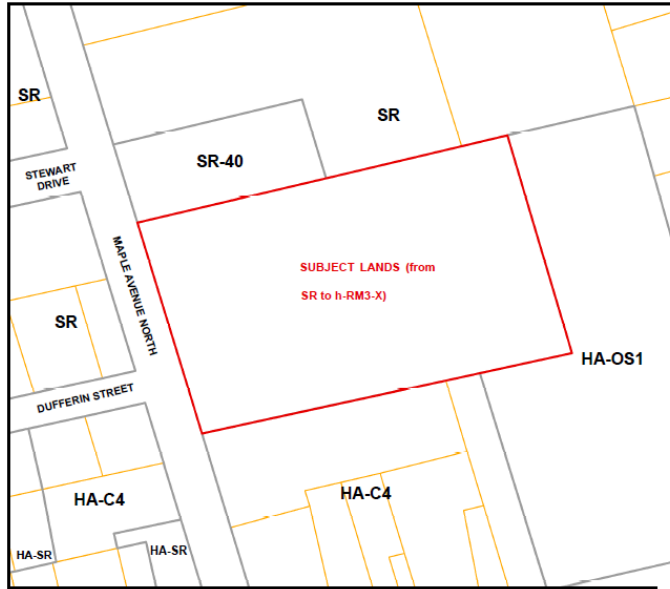 SR
SR
SR-40
STEWART
DRIVE
MAPLE AVENUE NORTH
SUBJECT LANDS (from
SR to h-RM3-X)
SR
HA-OS1
DUFFERIN STREET
HA-C4
HA-C4
HA-SR
HA-SR